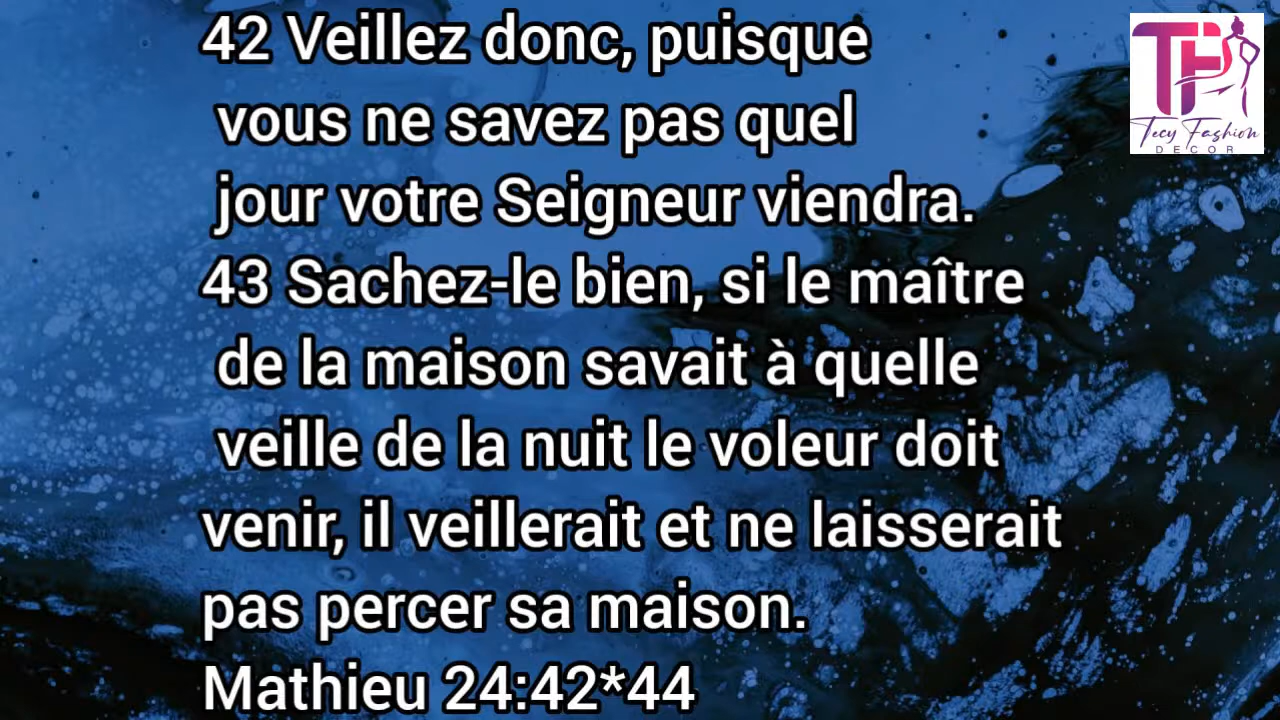 42 Veillez donc, puisque
vous ne savez pas quel
jour votre Seigneur viendra.
43 Sachez-le bien, si le maître
de la maison savait à quelle
veille de la nuit le voleur doit
venir, il veillerait et ne laisserait
pas percer sa maison.
Mathieu 24:42*44
TF
Tecy Fashion
DECOR